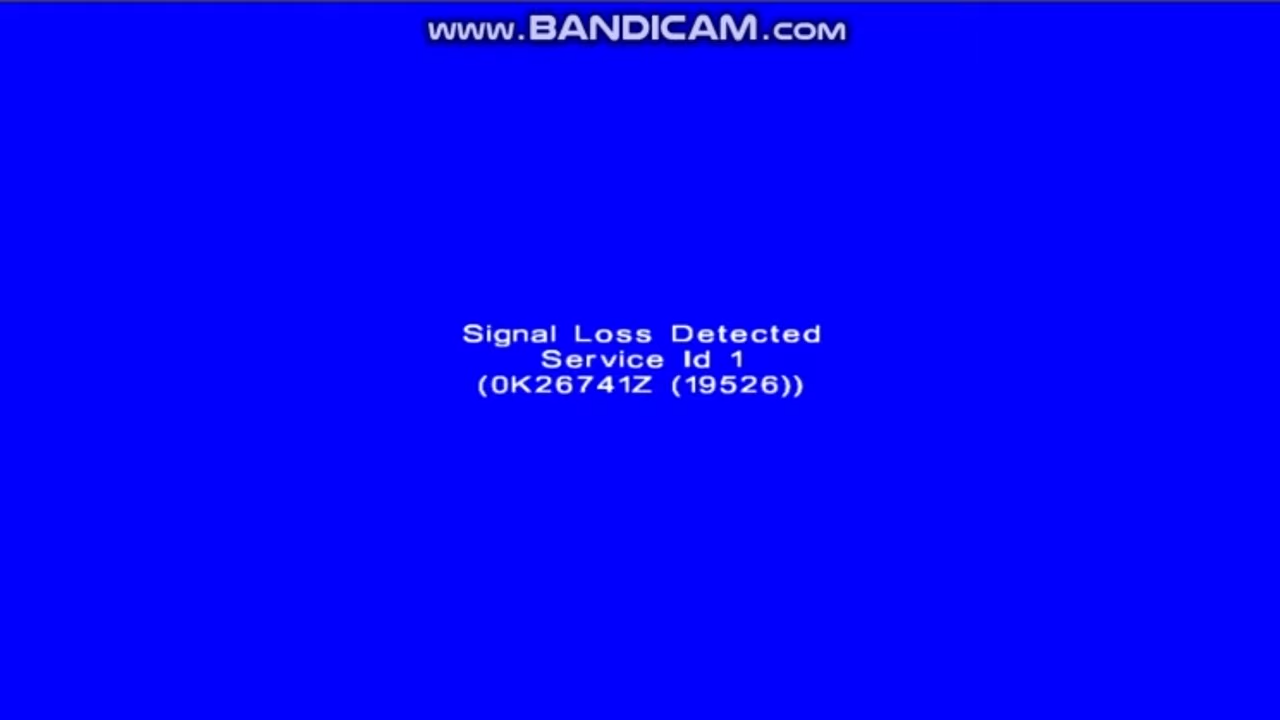 www.BANDICAM.com
Signal Loss Detected
Service Id 1
(0K26741Z (19526))